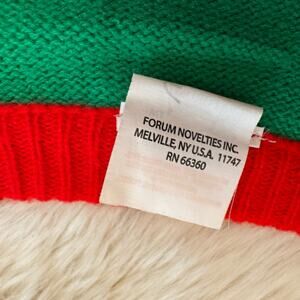 FORUM NOVELTIES INC.
MELVILLE, NY U.S.A. 11747
RN 66360